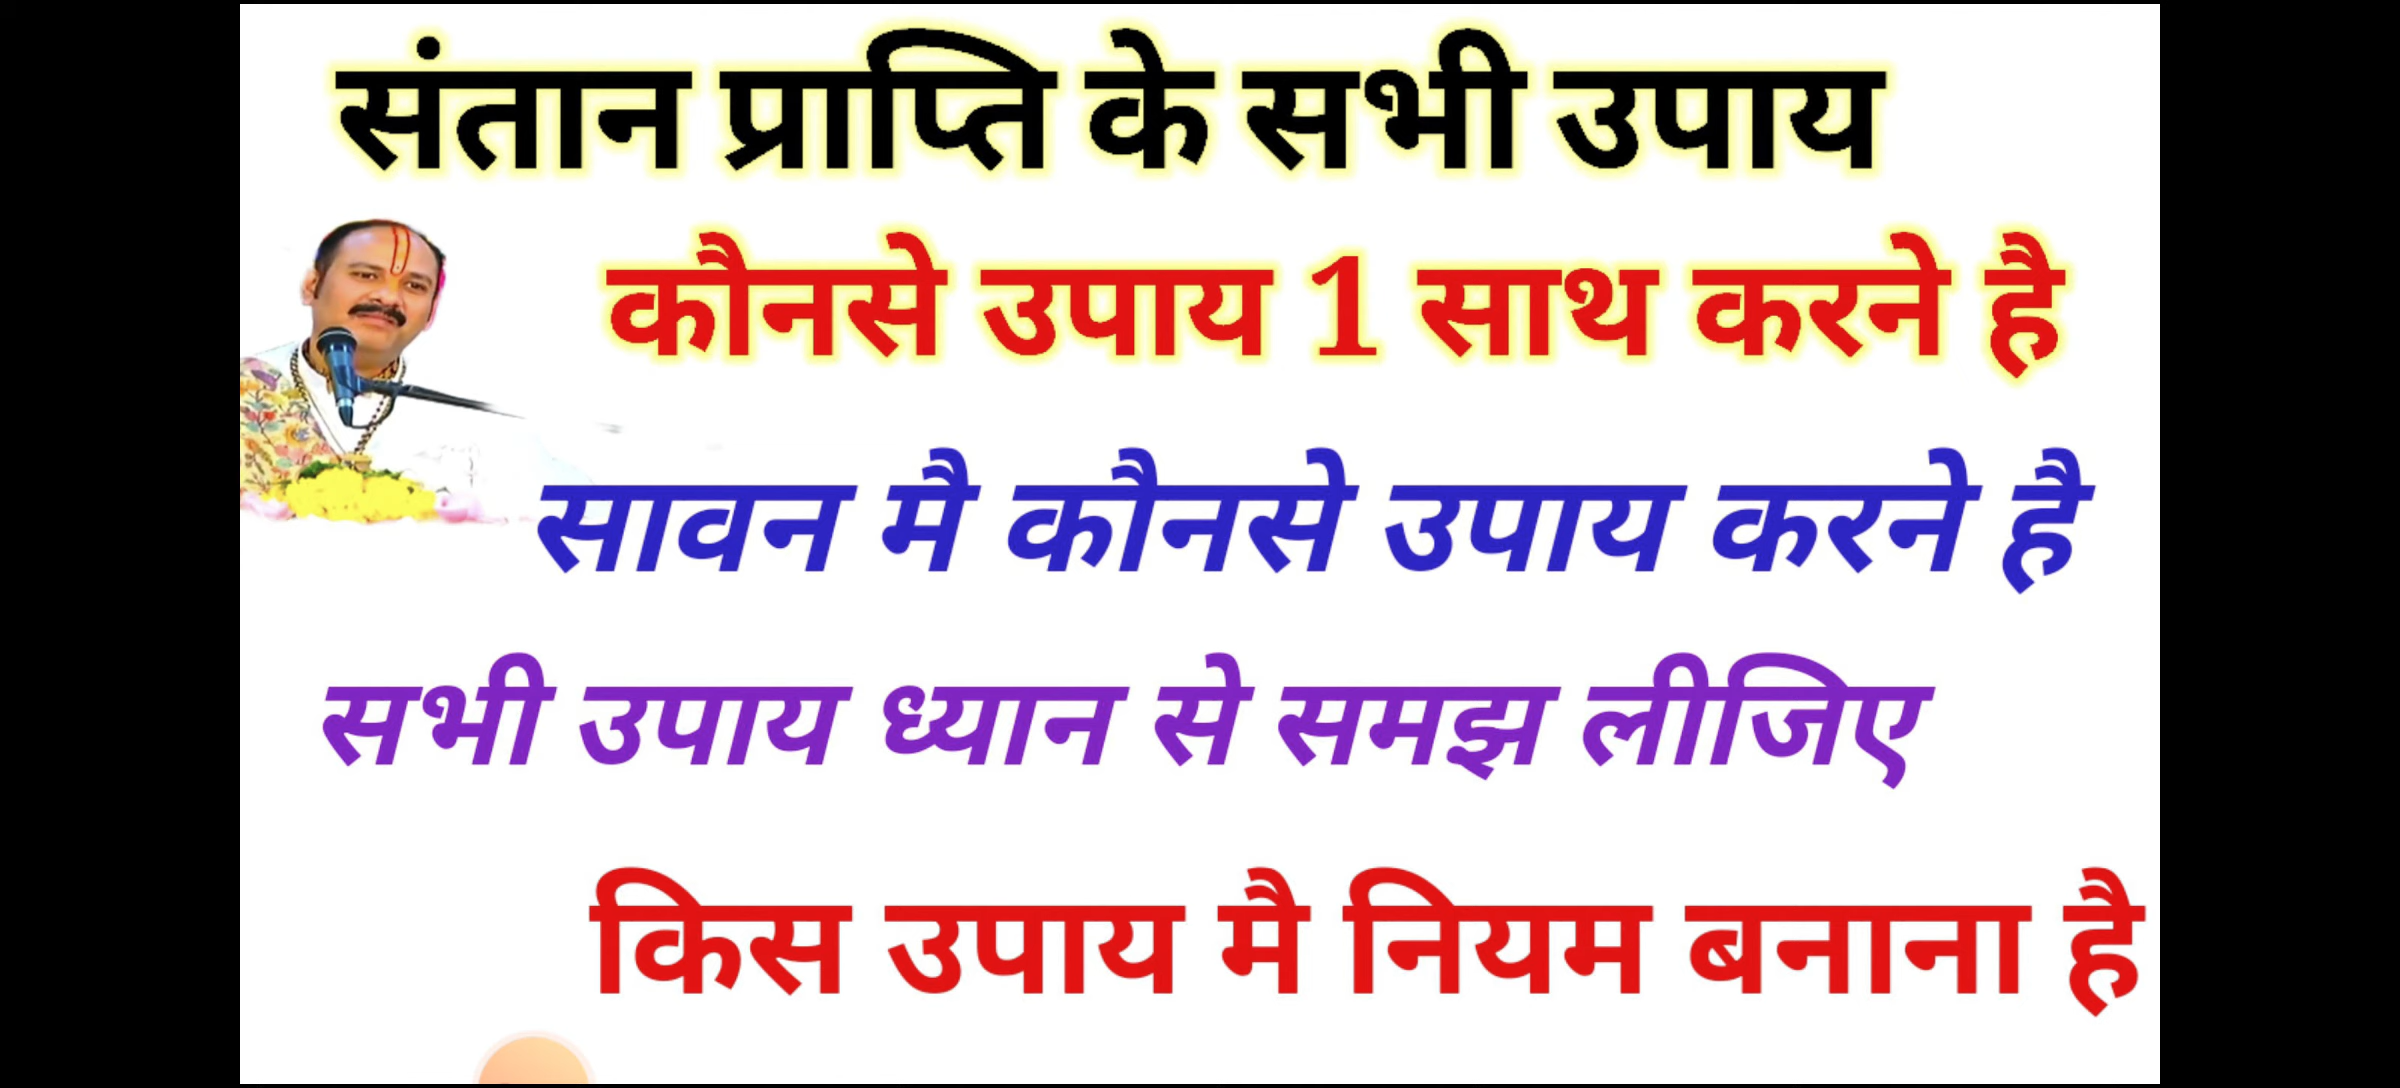 संतान प्राप्ति के सभी उपाय
कौनसे उपाय 1 साथ करने है
सावन मै कौनसे उपाय करने है
सभी उपाय ध्यान से समझ लीजिए
किस उपाय मै नियम बनाना है